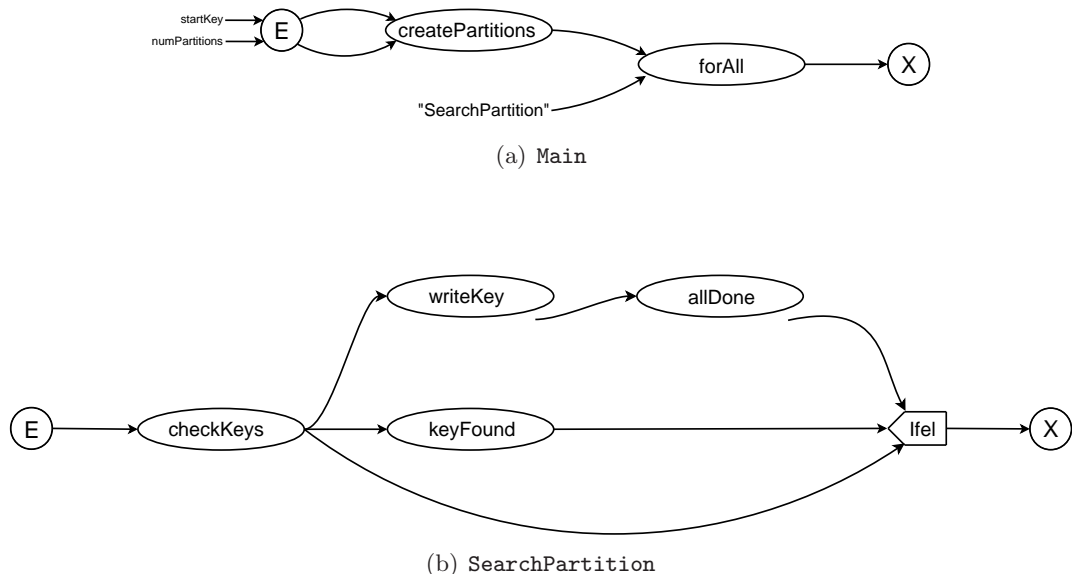 startKey
numPartitions
E
createPartitions
forAll
X
"SearchPartition"
(a) Main
writeKey
allDone
E
checkKeys
keyFound
Ifel
X
(b) SearchPartition